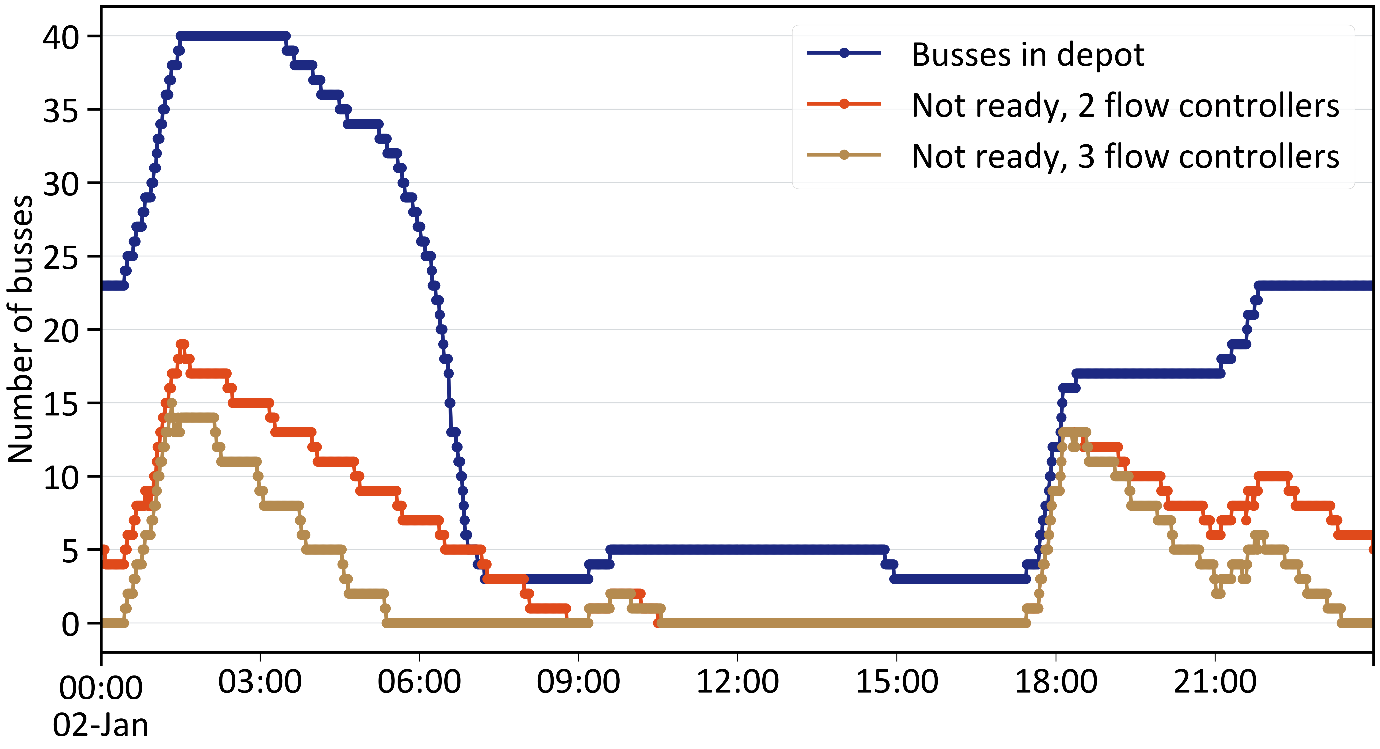 Number of busses
40
35
30
25
20
15
10
5
0
Busses in depot
Not ready, 2 flow controllers
Not ready, 3 flow controllers
00:00 03:00 06:00 09:00 12:00 15:00 18:00 21:00
02-Jan